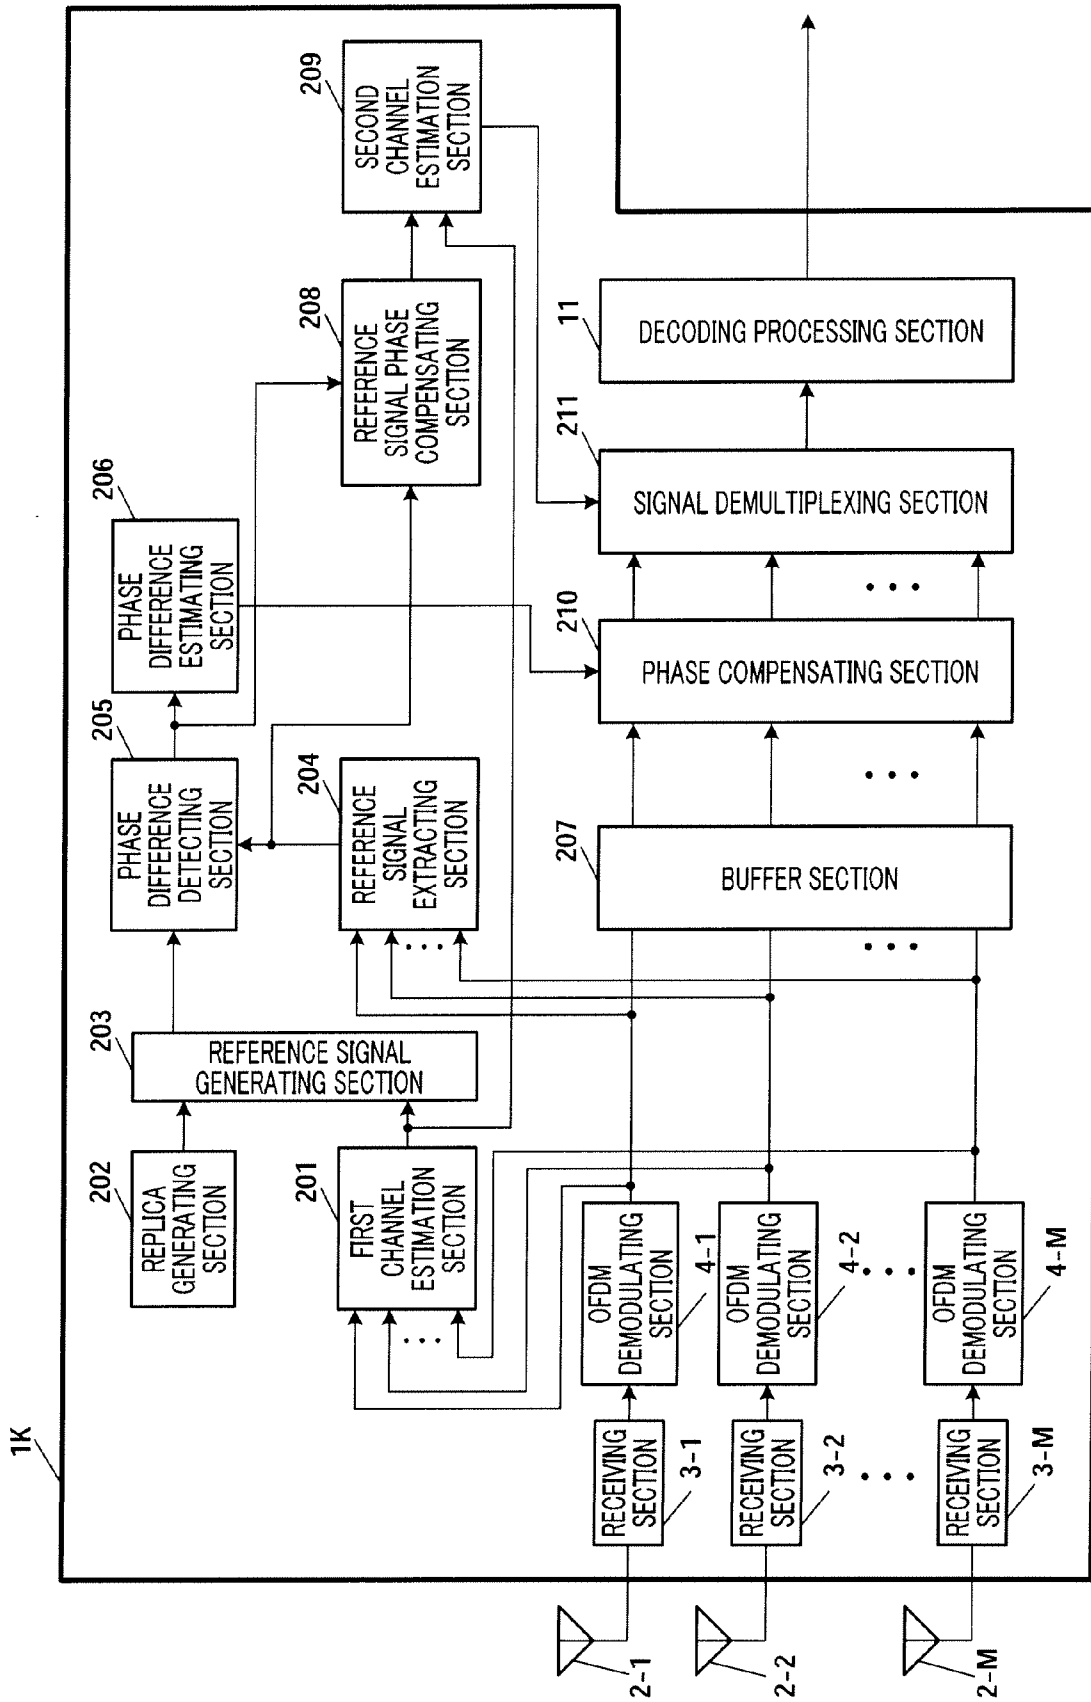 1K
202
REPLICA
GENERATING
SECTION
203
REFERENCE SIGNAL
GENERATING SECTION
205
PHASE
DIFFERENCE
DETECTING
SECTION
206
PHASE
DIFFERENCE
ESTIMATING
SECTION
201
FIRST
CHANNEL
ESTIMATION
SECTION
204
REFERENCE
SIGNAL
EXTRACTING
SECTION
208
REFERENCE
SIGNAL PHASE
COMPENSATING
SECTION
209
SECOND
CHANNEL
ESTIMATION
SECTION
2-1
RECEIVING
SECTION
3-1
OFDM
DEMODULATING
SECTION
4-1
2-2
RECEIVING
SECTION
3-2
OFDM
DEMODULATING
SECTION
4-2
2-M
RECEIVING
SECTION
3-M
OFDM
DEMODULATING
SECTION
4-M
207
BUFFER SECTION
210
PHASE COMPENSATING SECTION
211
SIGNAL DEMULTIPLEXING SECTION
11
DECODING PROCESSING SECTION